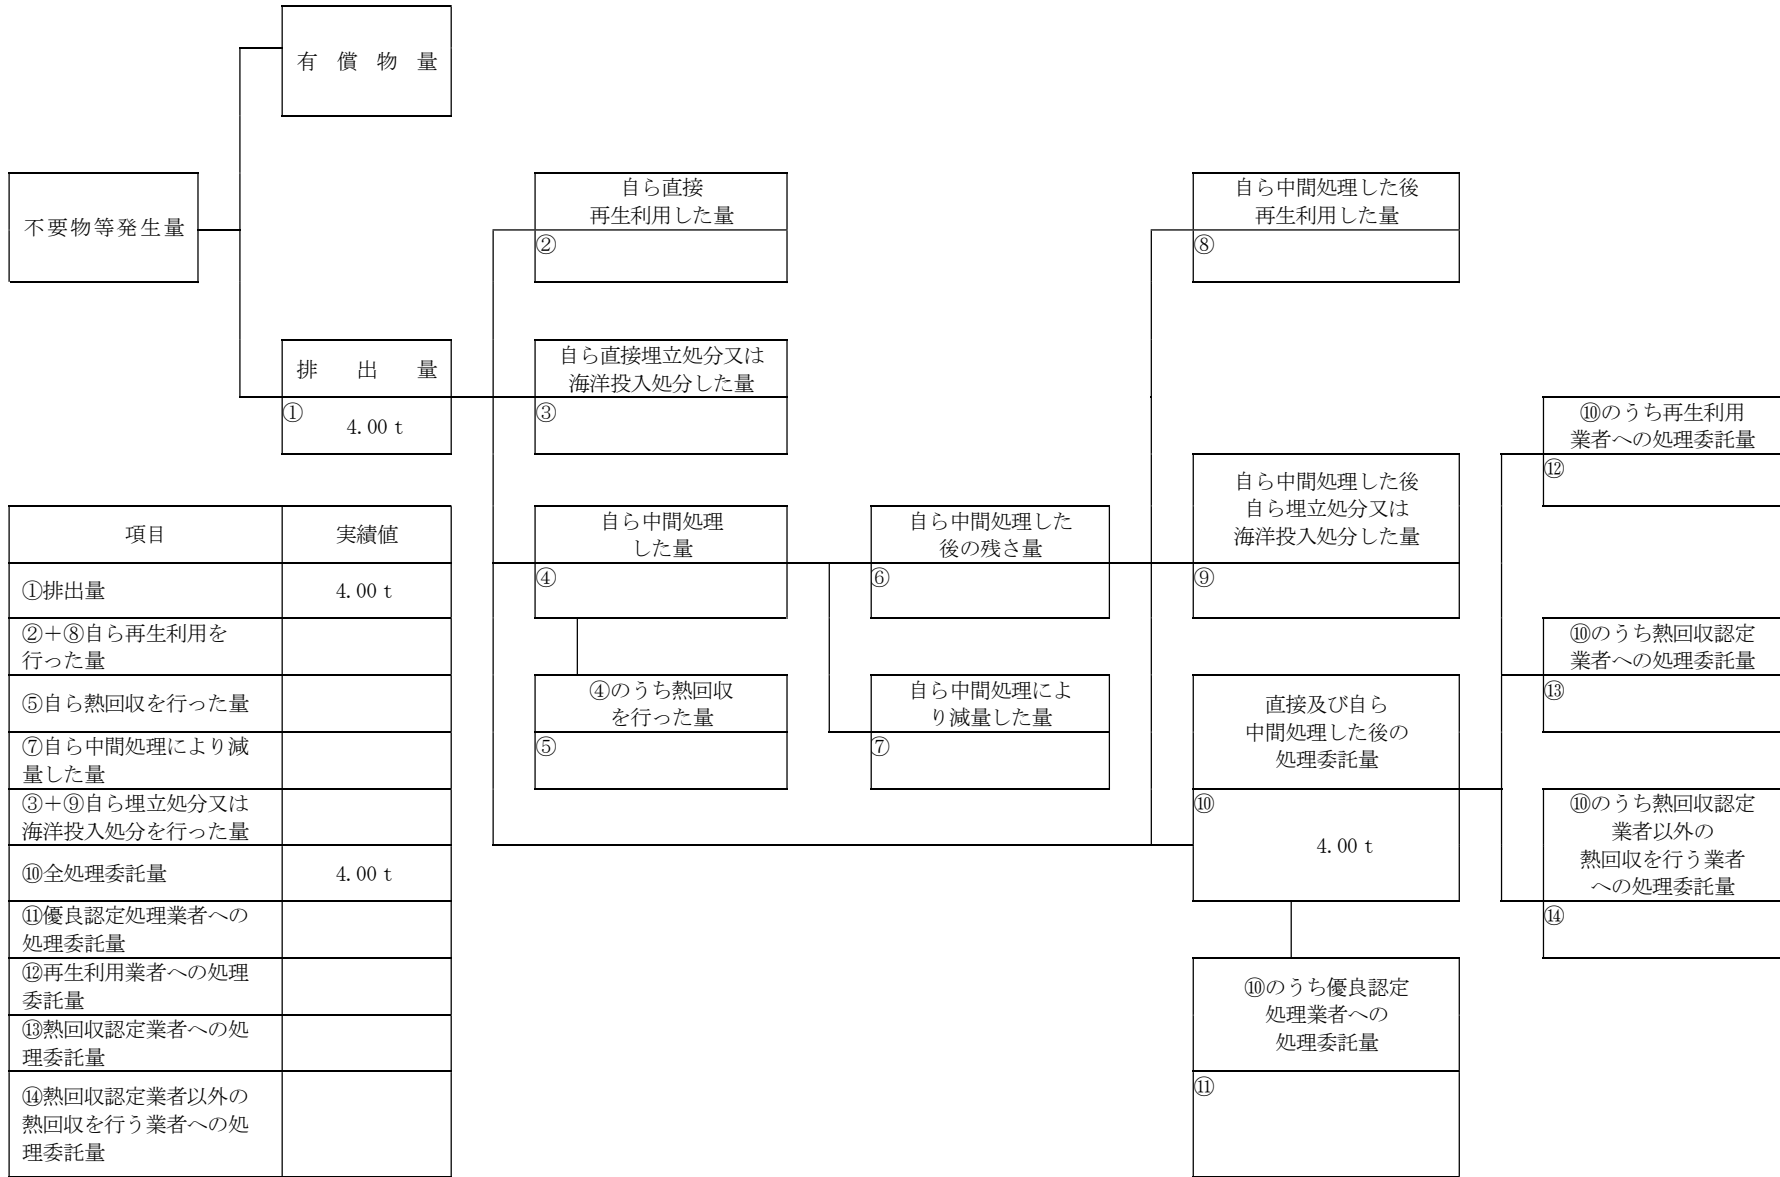 有償物量
不要物等発生量
自ら直接
再生利用した量
②
自ら中間処理した後
再生利用した量
⑧
排出量
①
4.00 t
自ら直接埋立処分又は
海洋投入処分した量
③
⑩のうち再生利用
業者への処理委託量
⑫
自ら中間処理
した量
④
自ら中間処理した
後の残さ量
⑥
自ら中間処理した後
自ら埋立処分又は
海洋投入処分した量
⑨
⑩のうち熱回収認定
業者への処理委託量
⑬
④のうち熱回収
を行った量
⑤
自ら中間処理によ
り減量した量
⑦
直接及び自ら
中間処理した後の
処理委託量
⑩
4.00 t
⑩のうち熱回収認定
業者以外の
熱回収を行う業者
への処理委託量
⑭
⑩のうち優良認定
処理業者への
処理委託量
⑪
項目 実績値
①排出量 4.00 t
②＋⑧自ら再生利用を
行った量
⑤自ら熱回収を行った量
⑦自ら中間処理により減
量した量
③＋⑨自ら埋立処分又は
海洋投入処分を行った量
⑩全処理委託量 4.00 t
⑪優良認定処理業者への
処理委託量
⑫再生利用業者への処理
委託量
⑬熱回収認定業者への処
理委託量
⑭熱回収認定業者以外の
熱回収を行う業者への処
理委託量